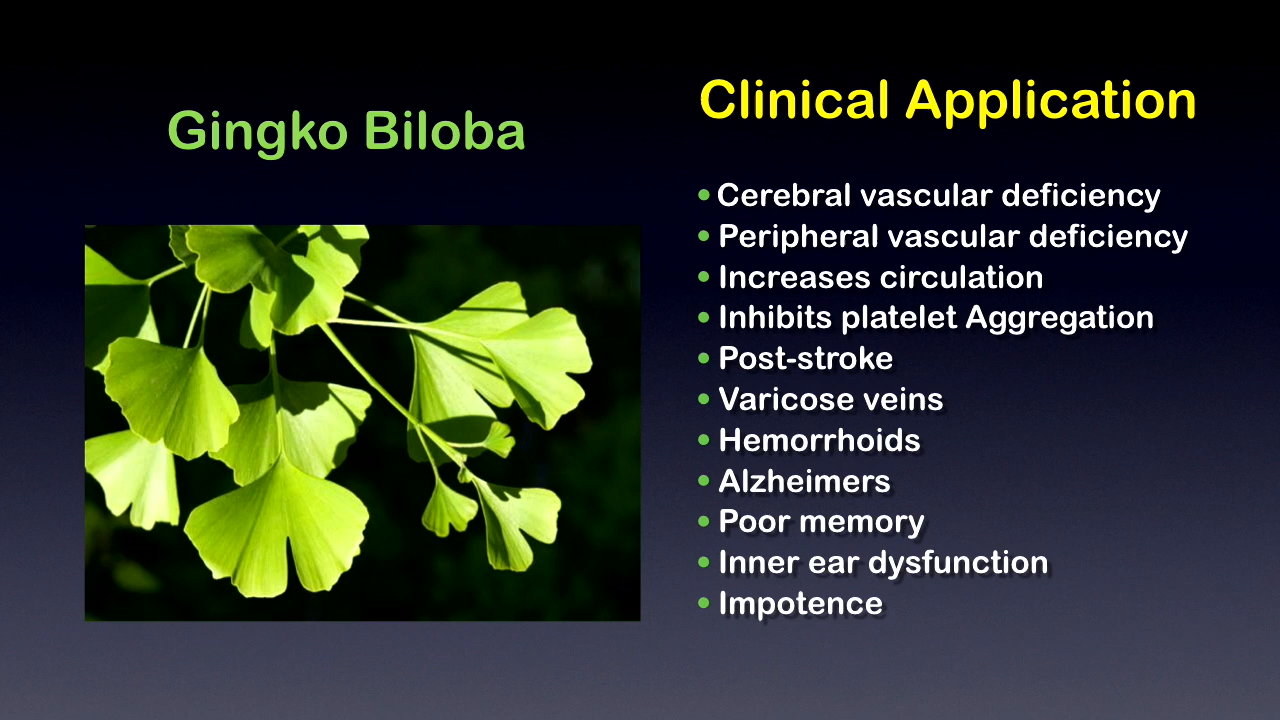 Gingko Biloba
Clinical Application
• Cerebral vascular deficiency
• Peripheral vascular deficiency
• Increases circulation
• Inhibits platelet Aggregation
• Post-stroke
• Varicose veins
• Hemorrhoids
• Alzheimers
• Poor memory
• Inner ear dysfunction
• Impotence